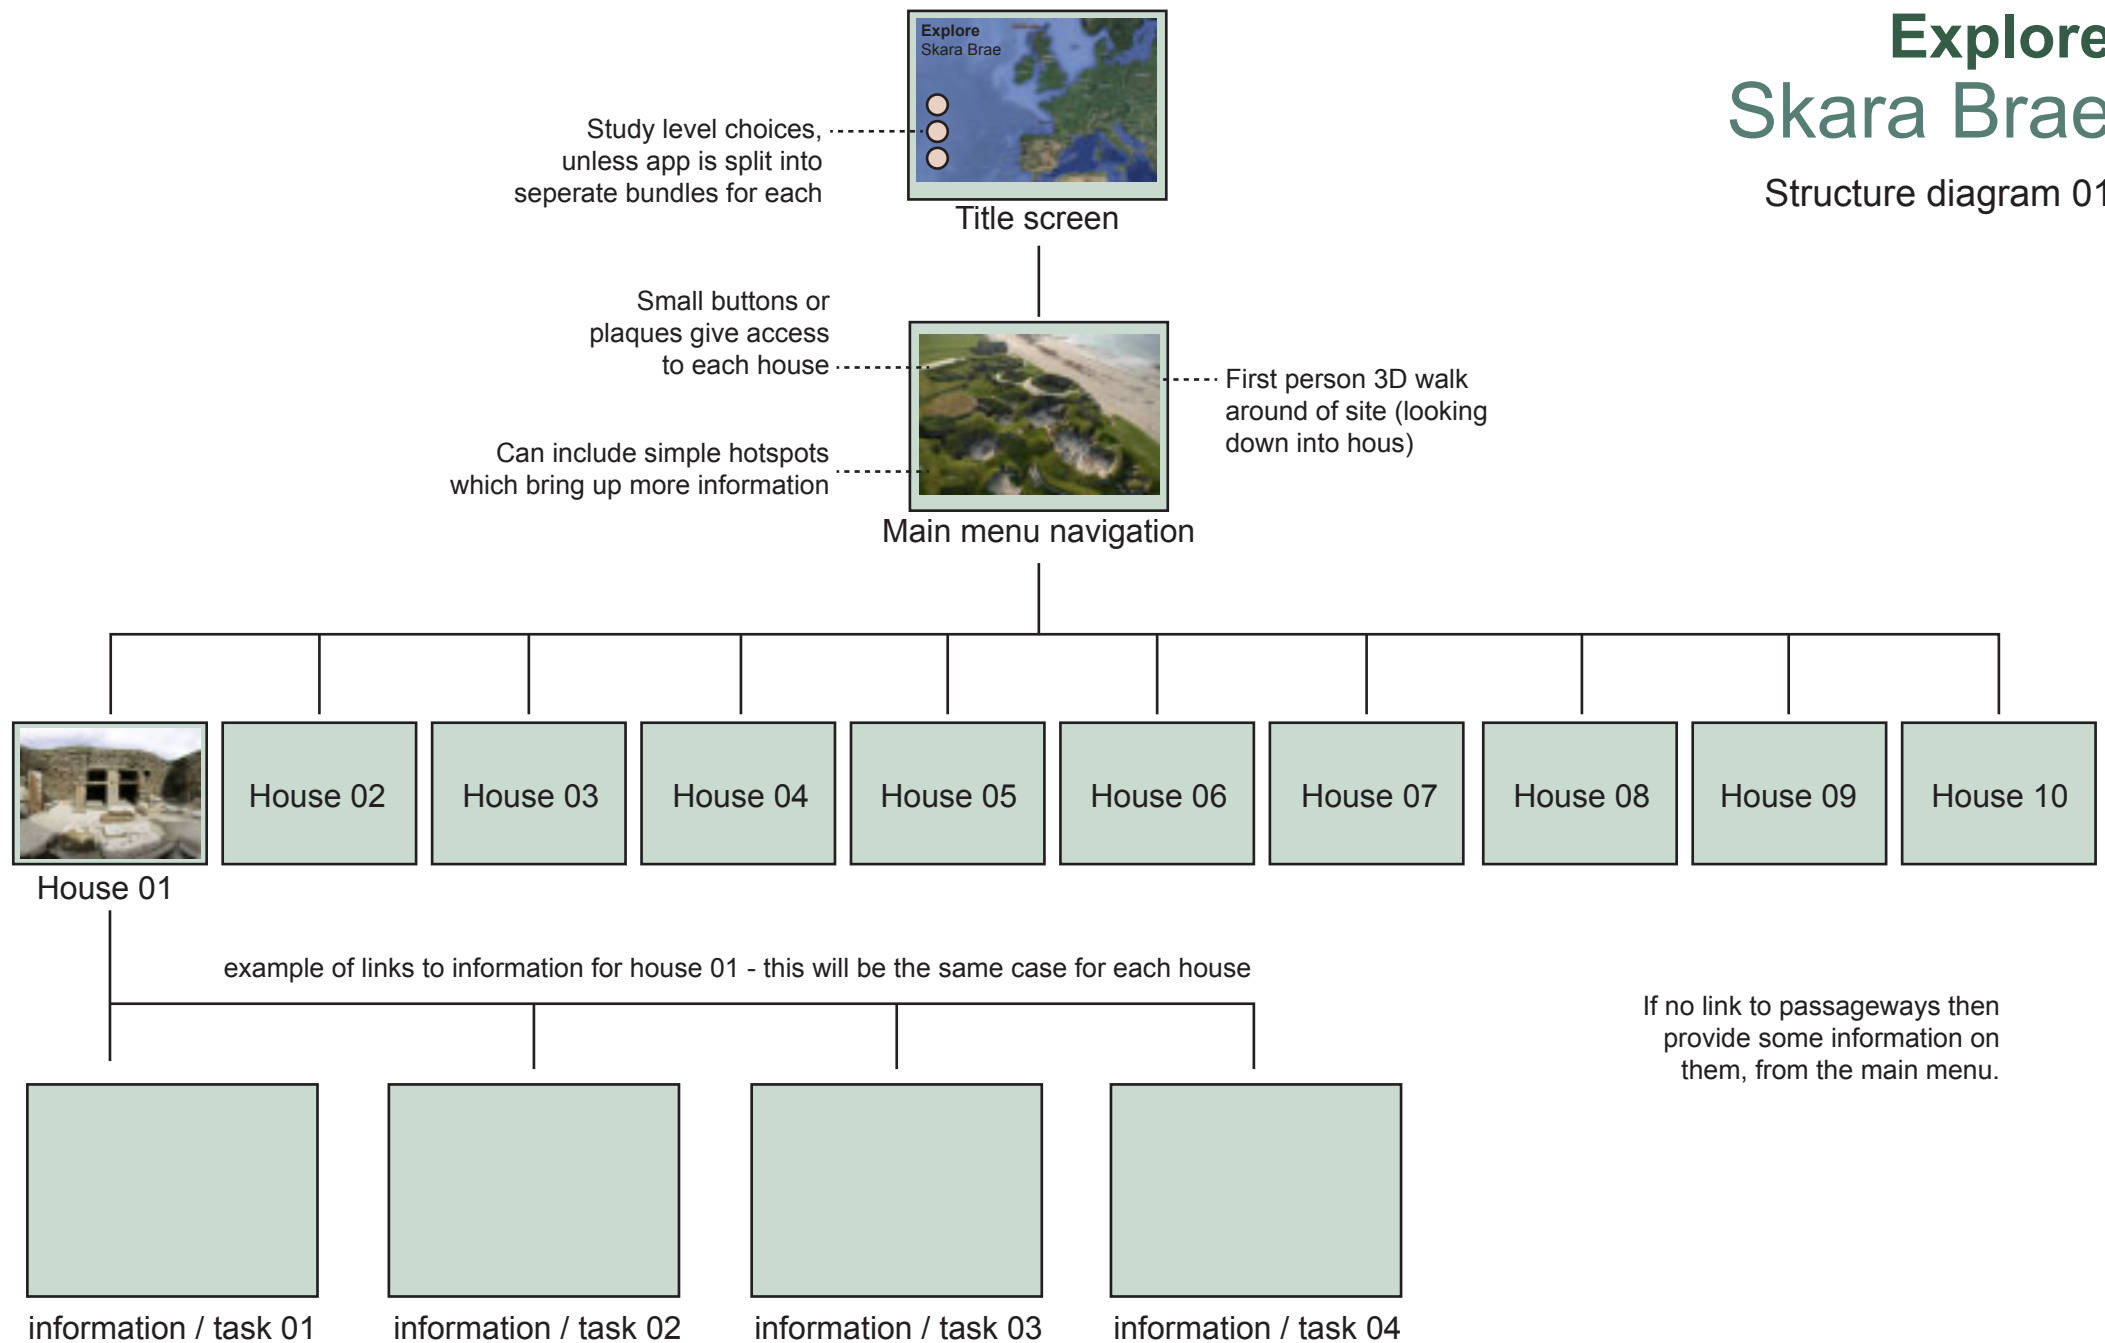 Explore
Skara Brae
Structure diagram 01
Explore
Skara Brae
Study level choices,
unless app is split into
seperate bundles for each
Title screen
Small buttons or
plaques give access
to each house
Can include simple hotspots
which bring up more information
First person 3D walk
around of site (looking
down into hous)
Main menu navigation
House 02
House 03
House 04
House 05
House 06
House 07
House 08
House 09
House 10
House 01
example of links to information for house 01 - this will be the same case for each house
If no link to passageways then
provide some information on
them, from the main menu.
information / task 01
information / task 02
information / task 03
information / task 04